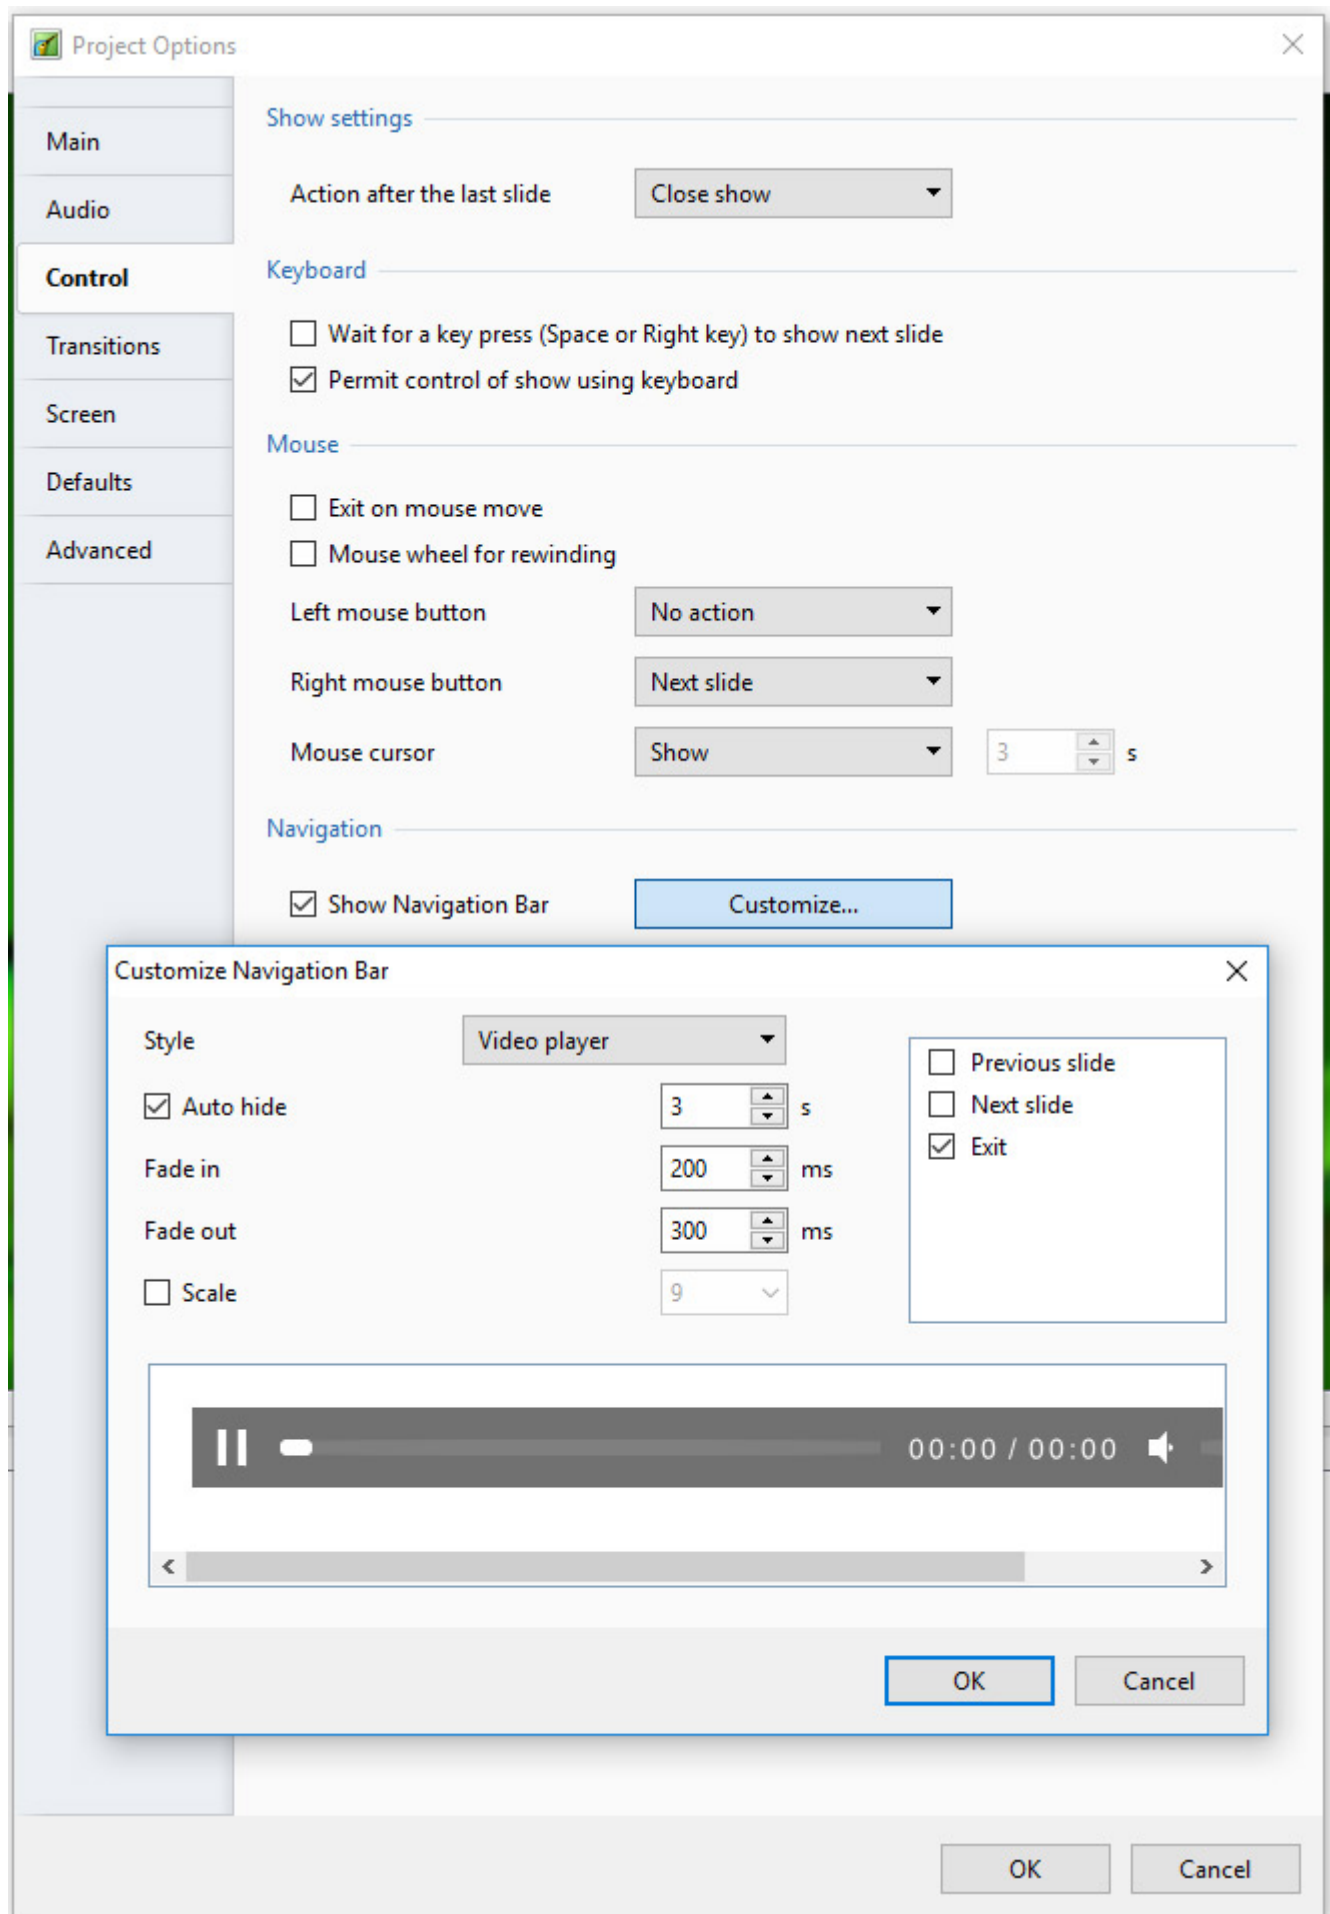 Project Options
Main
Audio
Control
Transitions
Screen
Defaults
Advanced
Show settings
Action after the last slide Close show
Keyboard
Wait for a key press (Space or Right key) to show next slide
Permit control of show using keyboard
Mouse
Exit on mouse move
Mouse wheel for rewinding
Left mouse button No action
Right mouse button Next slide
Mouse cursor Show 3 s
Navigation
Show Navigation Bar Customize...
Customize Navigation Bar
Style Video player
Auto hide 3 s
Fade in 200 ms
Fade out 300 ms
Scale 9
Previous slide
Next slide
Exit
00:00 / 00:00
OK Cancel
OK Cancel